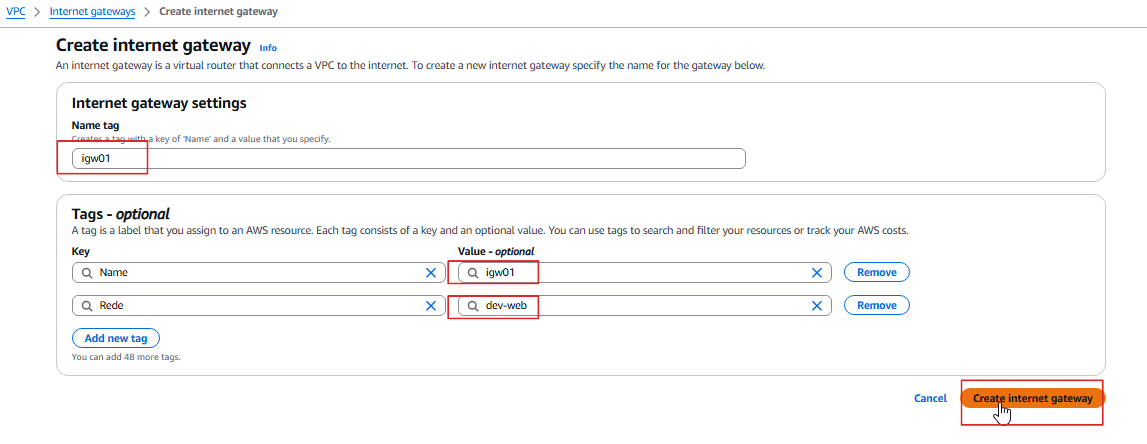 VPC > Internet gateways > Create internet gateway
Create internet gateway Info
An internet gateway is a virtual router that connects a VPC to the internet. To create a new internet gateway specify the name for the gateway below.
Internet gateway settings
Name tag
Creates a tag with a key of 'Name' and a value that you specify.
igw01
Tags - optional
A tag is a label that you assign to an AWS resource. Each tag consists of a key and an optional value. You can use tags to search and filter your resources or track your AWS costs.
Key Value - optional
Name igw01 Remove
Rede dev-web Remove
Add new tag
You can add 48 more tags.
Cancel Create internet gateway